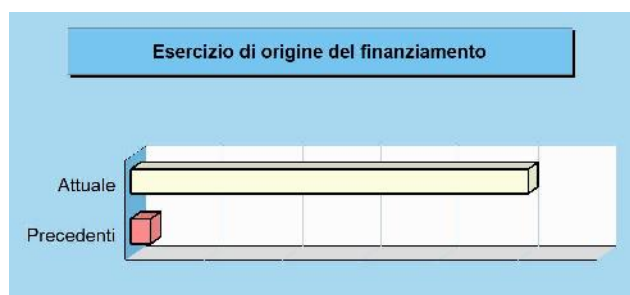 Esercizio di origine del finanziamento
Attuale
Precedenti